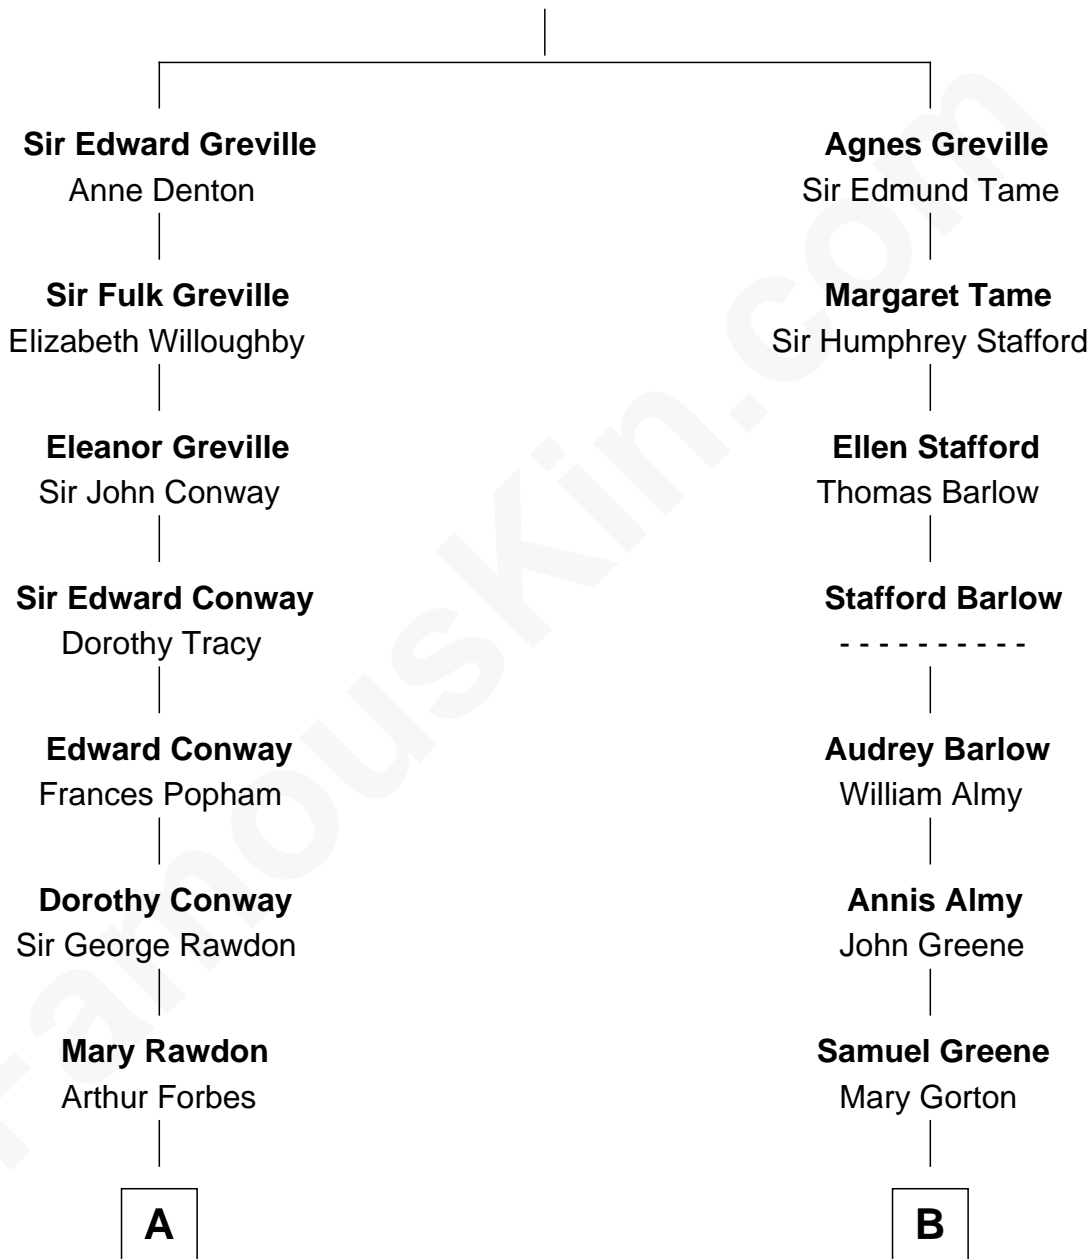 Sir Edward Greville
Anne Denton
Agnes Greville
Sir Edmund Tame
Sir Fulk Greville
Elizabeth Willoughby
Margaret Tame
Sir Humphrey Stafford
Eleanor Greville
Sir John Conway
Ellen Stafford
Thomas Barlow
Sir Edward Conway
Dorothy Tracy
Stafford Barlow
- - - - - - - - - -
Edward Conway
Frances Popham
Audrey Barlow
William Almy
Dorothy Conway
Sir George Rawdon
Annis Almy
John Greene
Mary Rawdon
Arthur Forbes
Samuel Greene
Mary Gorton
A
B
FamousKin.com